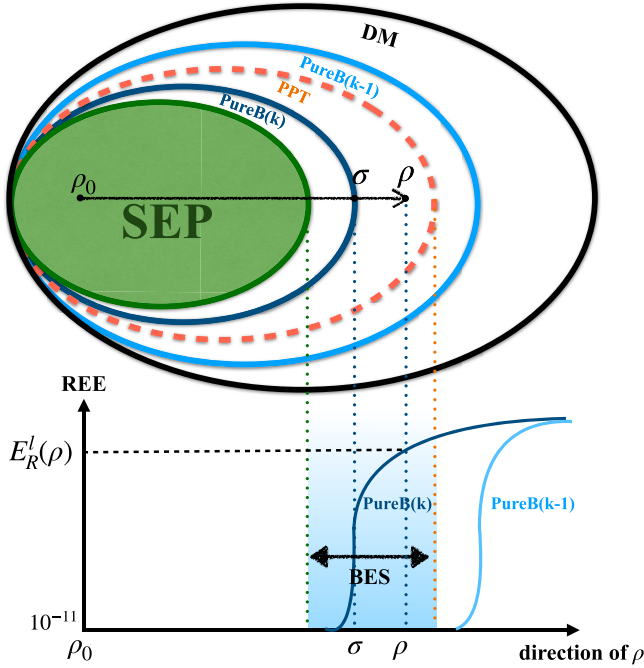 DM
PureB(k-1)
PPT
PureB(k)
ρ₀
σ
ρ
SEP
REE
E_R^l(ρ)
PureB(k)
PureB(k-1)
BES
10⁻¹¹
ρ₀
σ
ρ
direction of ρ